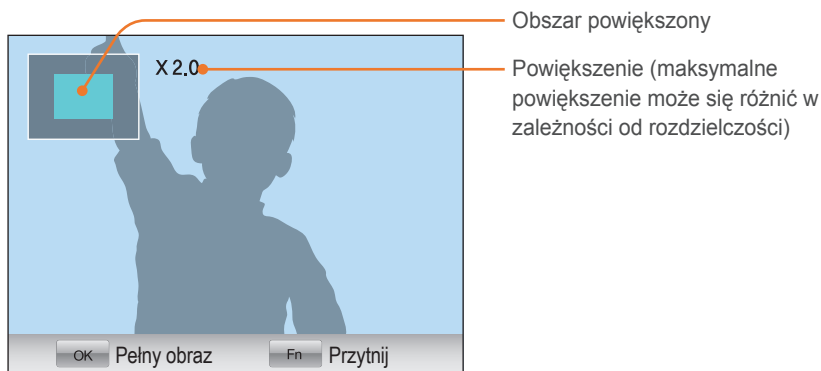 Obszar powiększony
X 2.0
Powiększenie (maksymalne
powiększenie może się różnić w
zależności od rozdzielczości)
OK Pełny obraz Fn Przytnij